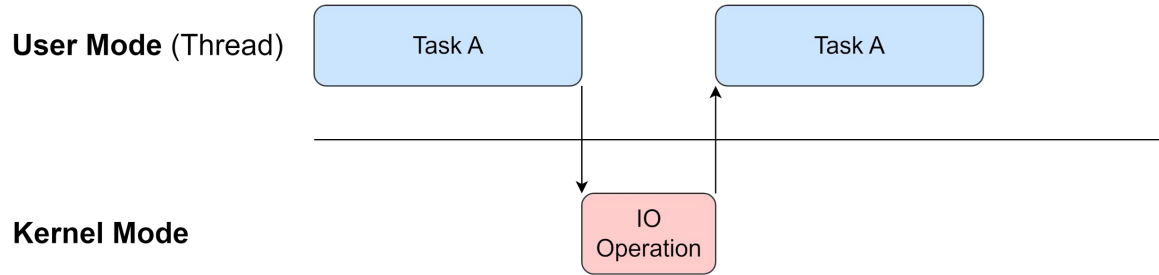 User Mode (Thread)
Task A
Task A
Kernel Mode
IO
Operation